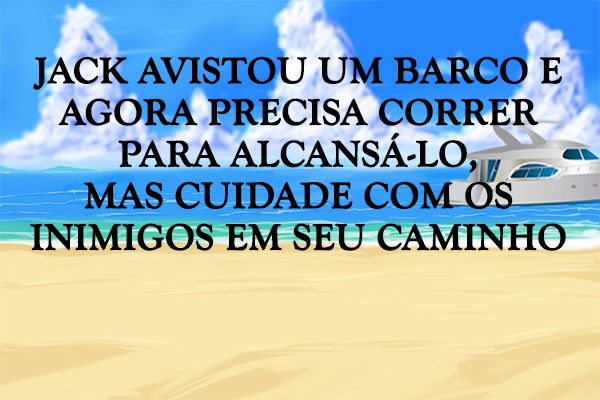 JACK AVISTOU UM BARCO E
AGORA PRECISA CORRER
PARA ALCANSÁ-LO,
MAS CUIDADE COM OS
INIMIGOS EM SEU CAMINHO